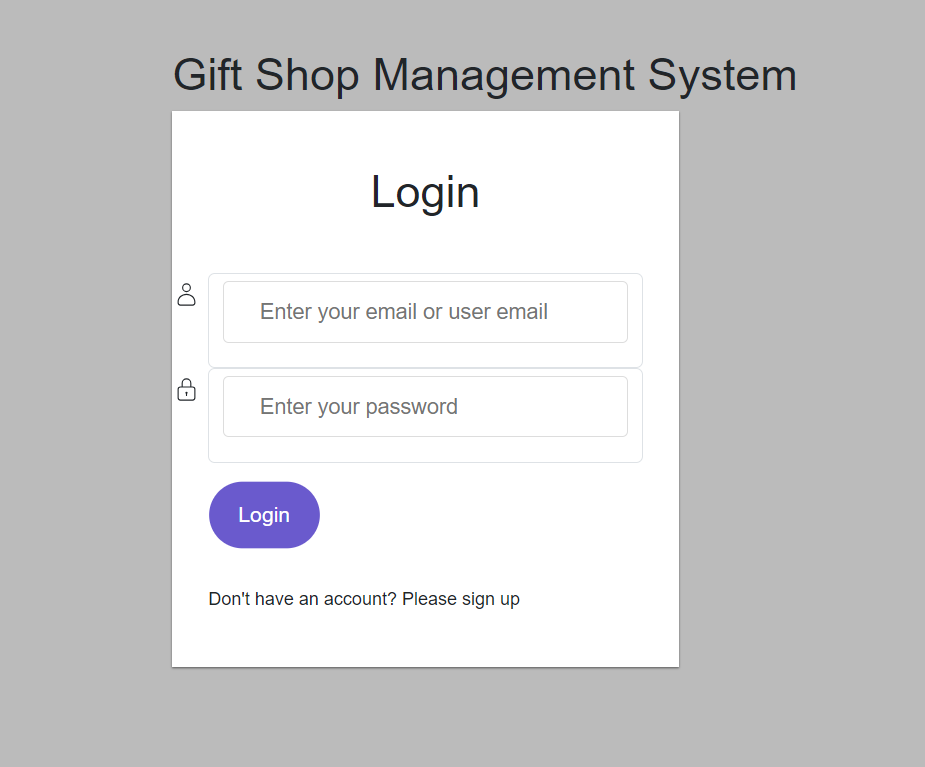 Gift Shop Management System
Login
Enter your email or user email
Enter your password
Login
Don't have an account? Please sign up